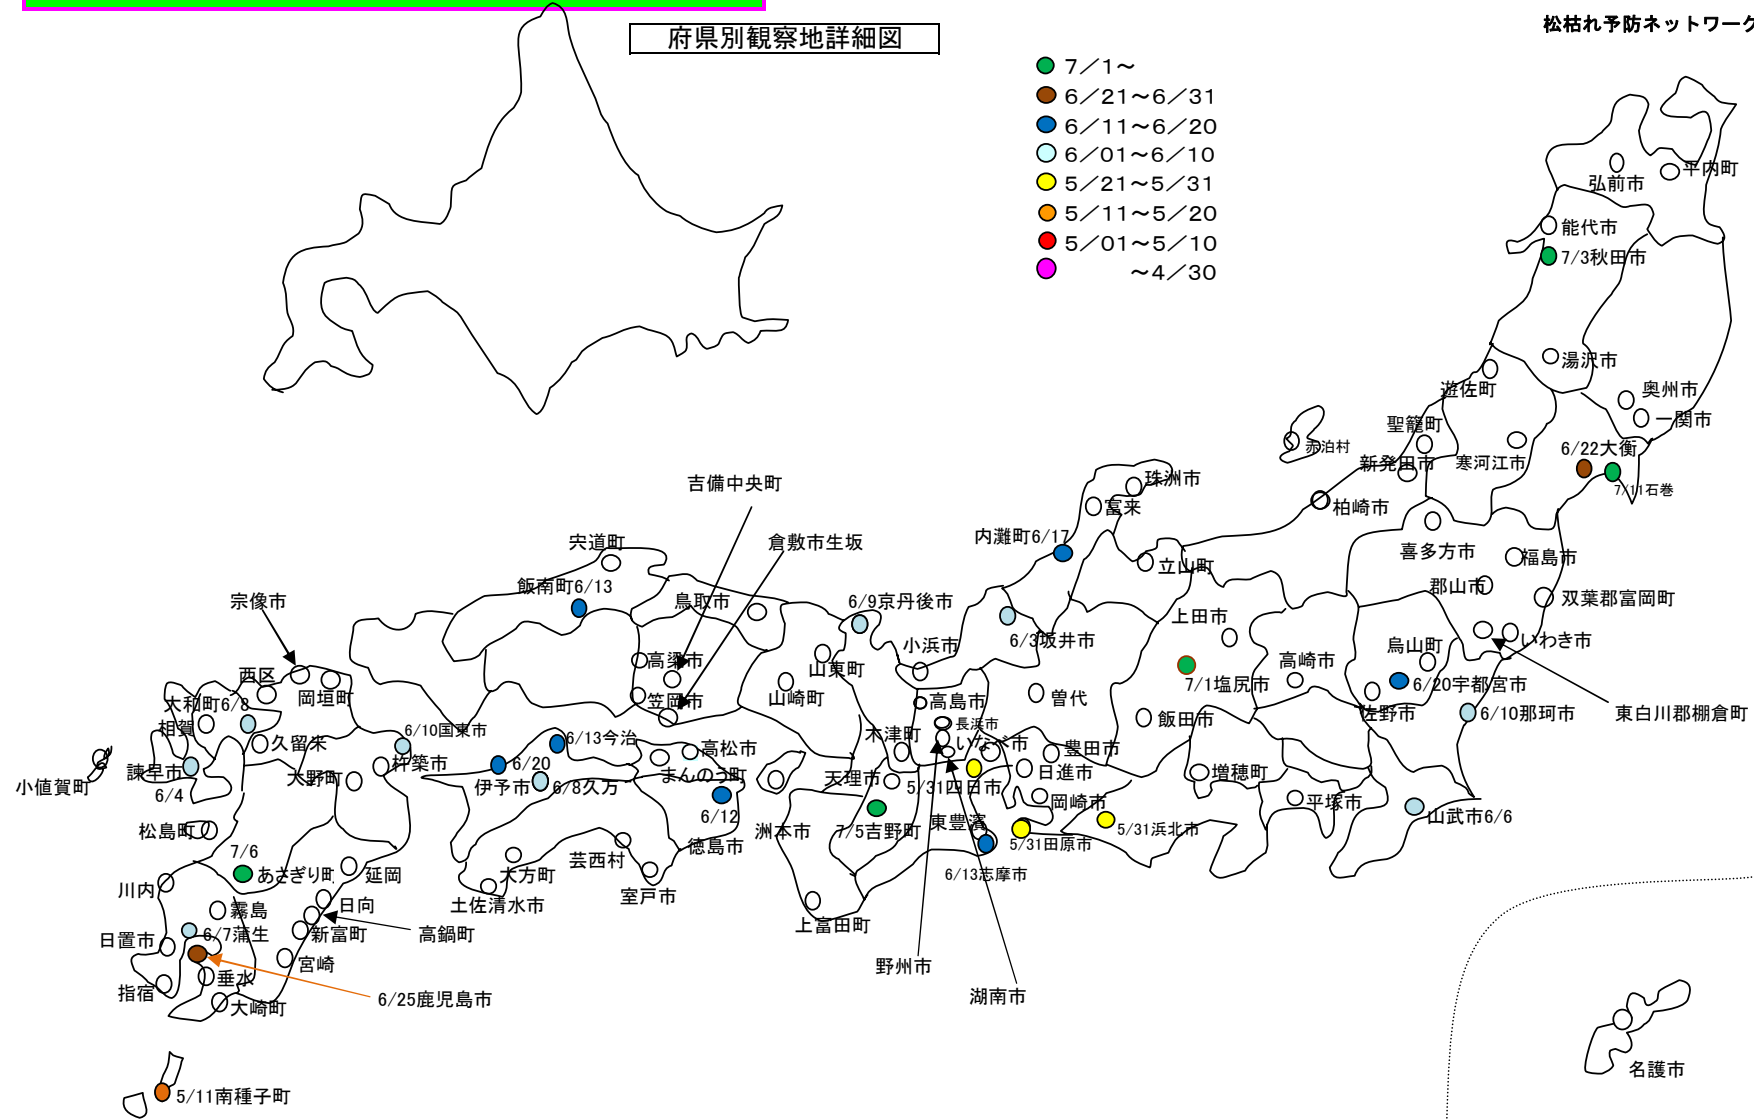 松枯れ予防ネットワーク
府県別観察地詳細図
7／1～
6／21～6／31
6／11～6／20
6／01～6／10
5／21～5／31
5／11～5／20
5／01～5／10
～4／30
平内町
弘前市
能代市
7/3秋田市
湯沢市
遊佐町
奥州市
一関市
聖籠町
赤泊村
6/22大衡
新発田市
寒河江市
7/11石巻
珠洲市
富来
柏崎市
吉備中央町
内灘町6/17
宍道町
倉敷市生坂
喜多方市
福島市
立山町
飯南町6/13
郡山市
双葉郡富岡町
宗像市
鳥取市
6/9京丹後市
上田市
6/3坂井市
小浜市
いわき市
烏山町
高梁市
山東町
高崎市
西区
岡垣町
山崎町
7/1塩尻市
6/20宇都宮市
大和町6/8
笠岡市
高島市
曽代
佐野市
6/10那珂市
東白川郡棚倉町
相賀
6/10国東市
長浜市
飯田市
久留米
6/13今治
木津町
いなべ市
高松市
豊田市
杵築市
6/20
諫早市
大野町
まんのう町
天理市
日進市
増穂町
小値賀町
伊予市
6/8久万
5/31四日市
6/4
岡崎市
平塚市
6/12
山武市6/6
松島町
洲本市
7/5吉野町
東豊濱
5/31浜北市
徳島市
5/31田原市
7/6
芸西村
あさぎり町
延岡
大方町
6/13志摩市
川内
室戸市
土佐清水市
日向
霧島
上富田町
6/7蒲生
新富町
高鍋町
日置市
宮崎
野州市
垂水
指宿
6/25鹿児島市
湖南市
大崎町
名護市
5/11南種子町